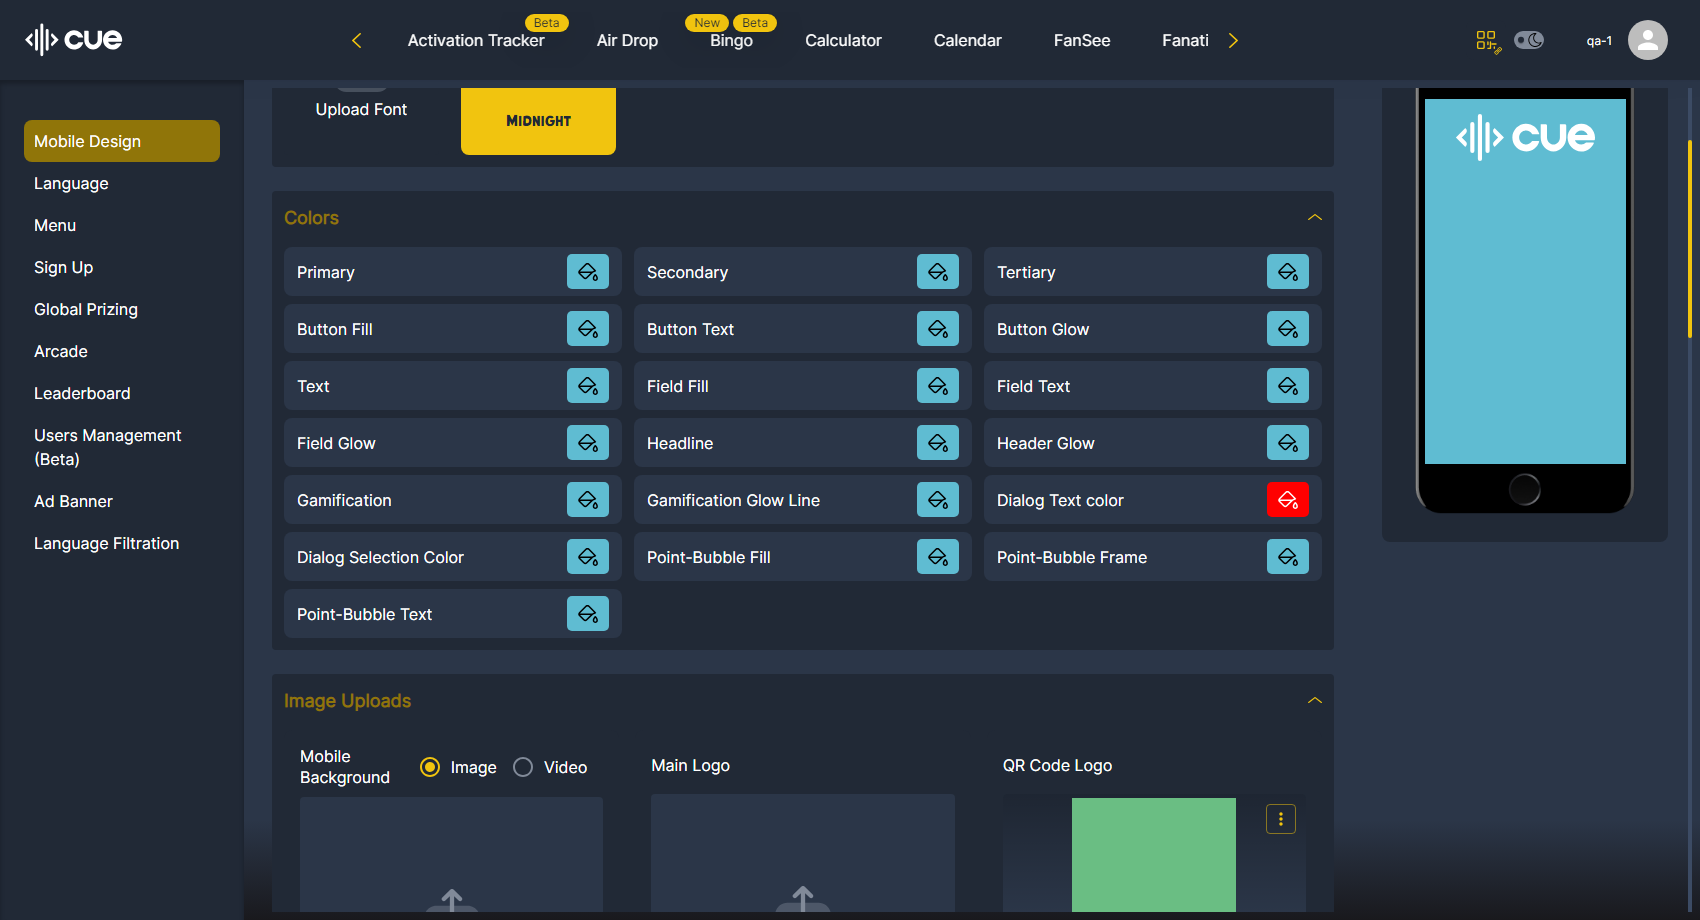 cue
Activation Tracker
Beta
Air Drop
New
Beta
Bingo
Calculator
Calendar
FanSee
Fanati
qa-1
Mobile Design
Language
Menu
Sign Up
Global Prizing
Arcade
Leaderboard
Users Management
(Beta)
Ad Banner
Language Filtration
Upload Font
MIDNIGHT
cue
Colors
Primary
Secondary
Tertiary
Button Fill
Button Text
Button Glow
Text
Field Fill
Field Text
Field Glow
Headline
Header Glow
Gamification
Gamification Glow Line
Dialog Text color
Dialog Selection Color
Point-Bubble Fill
Point-Bubble Frame
Point-Bubble Text
Image Uploads
Mobile
Background
Image
Video
Main Logo
QR Code Logo